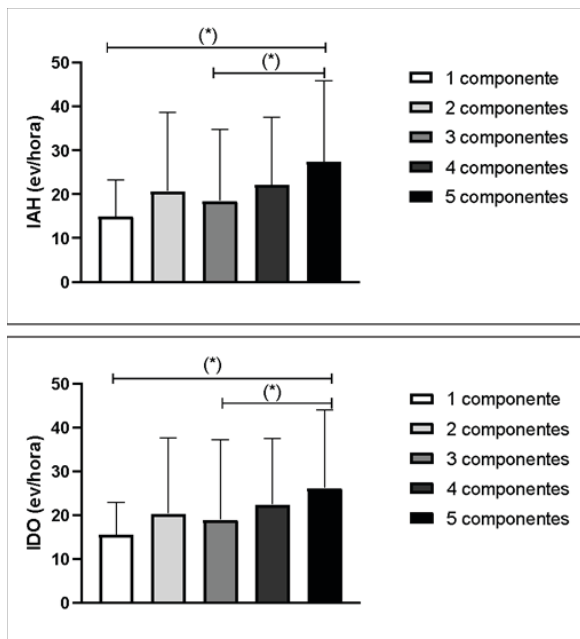 (*)
(*)
50
40
30
20
10
0
IAH (ev/hora)
1 componente
2 componentes
3 componentes
4 componentes
5 componentes
(*)
(*)
50
40
30
20
10
0
IDO (ev/hora)
1 componente
2 componentes
3 componentes
4 componentes
5 componentes